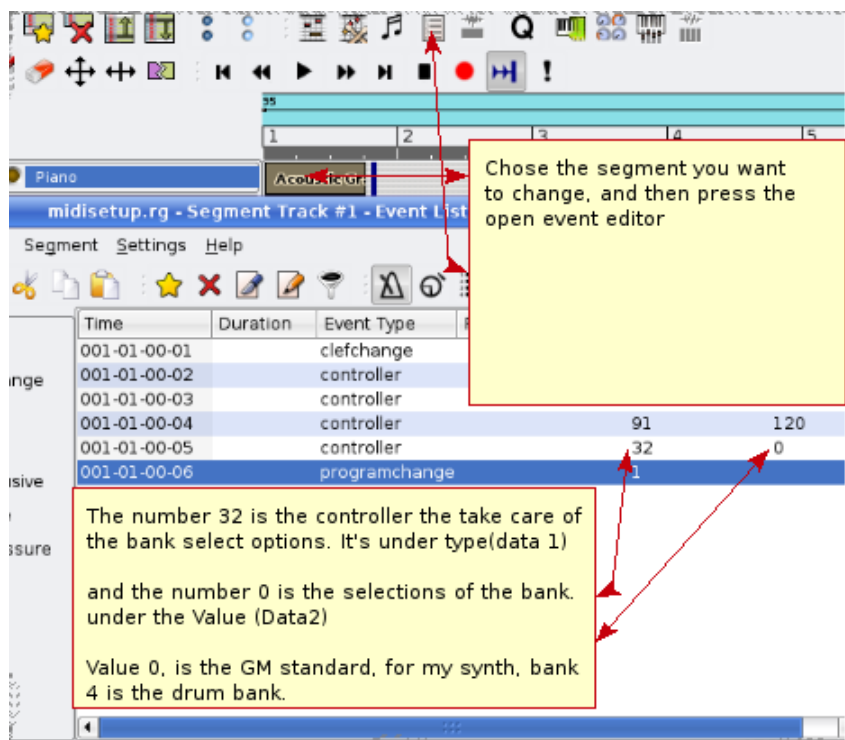 Q
!
95
1 2 3 4 5
Piano
Acoustic Gr
Chose the segment you want
to change, and then press the
open event editor
midisetup.rg - Segment Track #1 - Event List
Segment Settings Help
Time Duration Event Type
001-01-00-01 clefchange
001-01-00-02 controller
001-01-00-03 controller
001-01-00-04 controller 91 120
001-01-00-05 controller 32 0
001-01-00-06 programchange 1
The number 32 is the controller the take care of
the bank select options. It's under type(data 1)
and the number 0 is the selections of the bank.
under the Value (Data2)
Value 0, is the GM standard, for my synth, bank
4 is the drum bank.